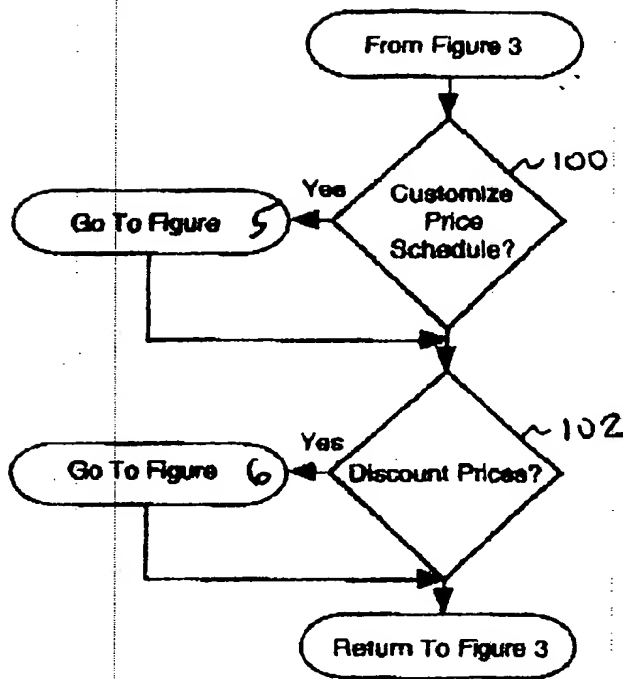 From Figure 3
100
Customize
Price
Schedule?
Yes
Go To Figure 5
102
Discount Prices?
Yes
Go To Figure 6
Return To Figure 3